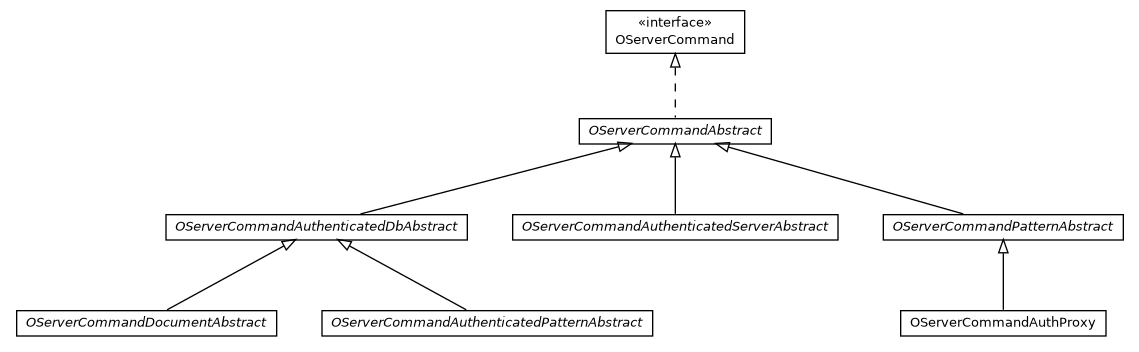 «interface»
OServerCommand
OServerCommandAbstract
OServerCommandAuthenticatedDbAbstract
OServerCommandAuthenticatedServerAbstract
OServerCommandPatternAbstract
OServerCommandDocumentAbstract
OServerCommandAuthenticatedPatternAbstract
OServerCommandAuthProxy